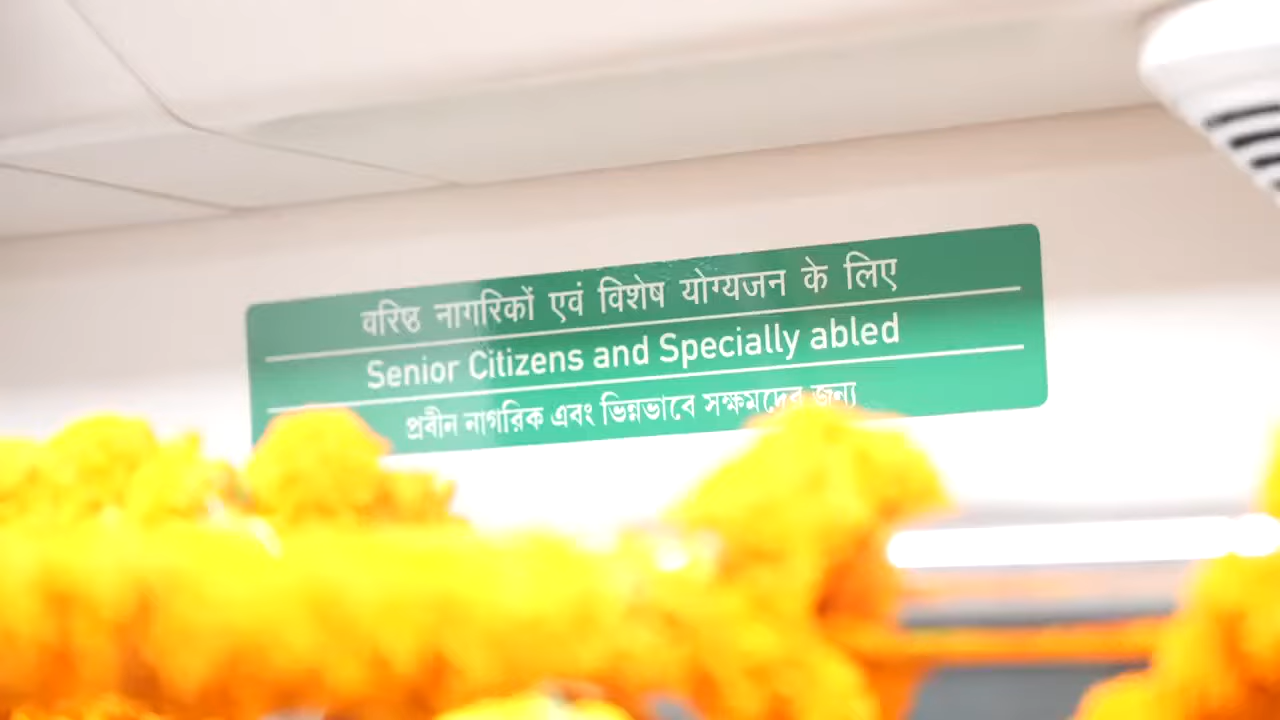 वरिष्ठ नागरिकों एवं विशेष योग्यजन के लिए
Senior Citizens and Specially abled
প্রবীন নাগরিক এবং ভিন্নভাবে সক্ষমদের জন্য